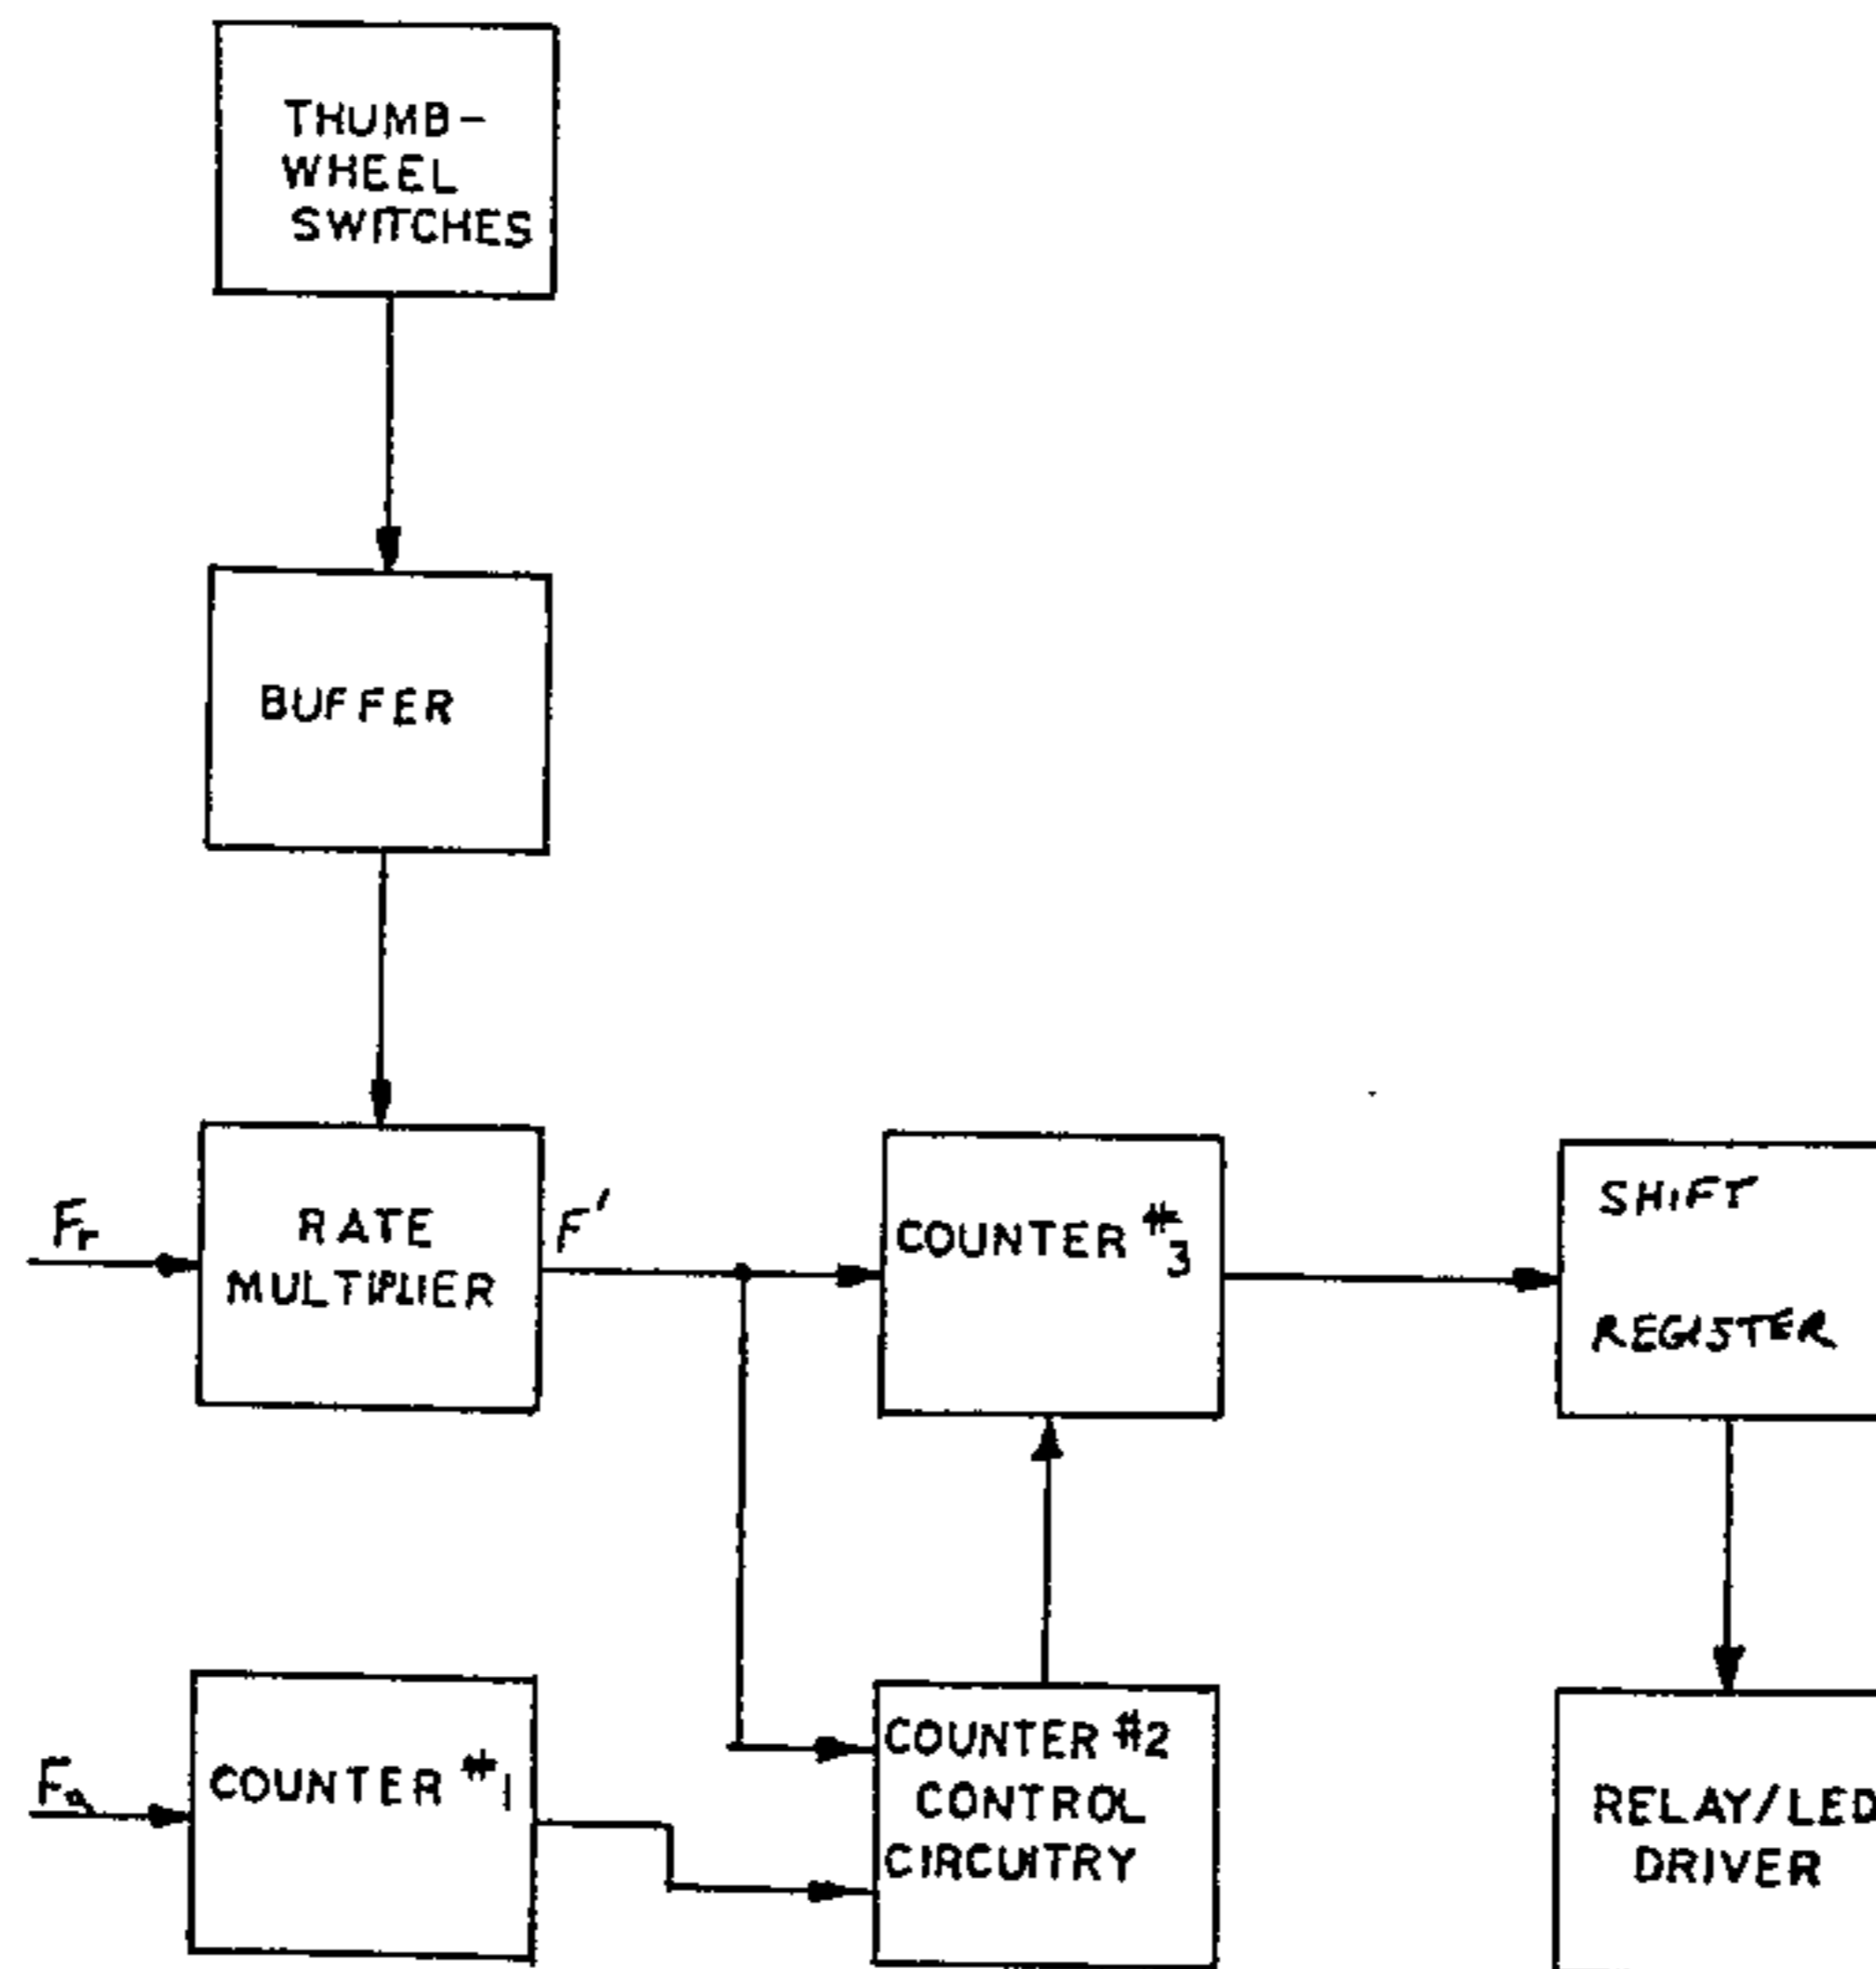 THUMB-
WHEEL
SWITCHES
BUFFER
Fr
RATE
MULTIPLIER
F'
COUNTER #3
SHIFT
REGISTER
Fa
COUNTER #1
COUNTER #2
CONTROL
CIRCUITRY
RELAY/LED
DRIVER